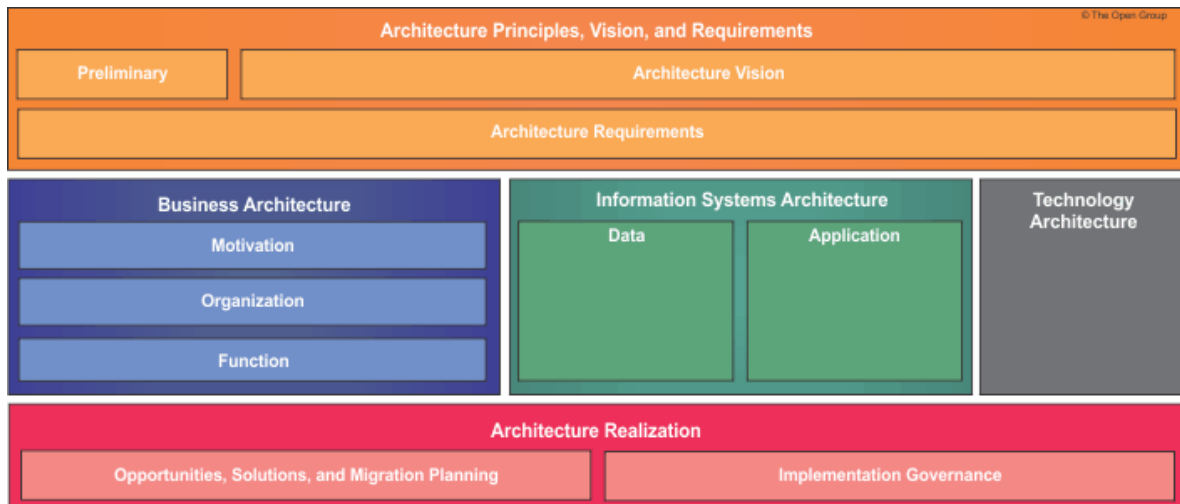 © The Open Group
Architecture Principles, Vision, and Requirements
Preliminary
Architecture Vision
Architecture Requirements
Business Architecture
Motivation
Organization
Function
Information Systems Architecture
Data
Application
Technology
Architecture
Architecture Realization
Opportunities, Solutions, and Migration Planning
Implementation Governance